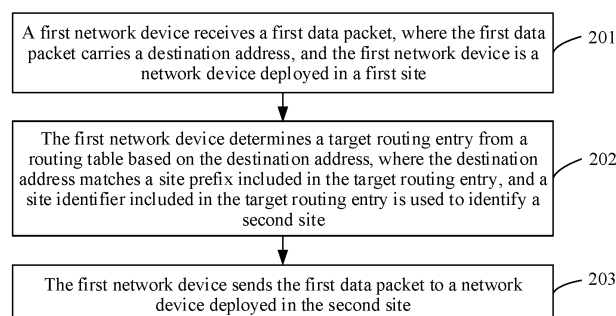 A first network device receives a first data packet, where the first data
packet carries a destination address, and the first network device is a
network device deployed in a first site
201
The first network device determines a target routing entry from a
routing table based on the destination address, where the destination
address matches a site prefix included in the target routing entry, and a
site identifier included in the target routing entry is used to identify a
second site
202
The first network device sends the first data packet to a network
device deployed in the second site
203